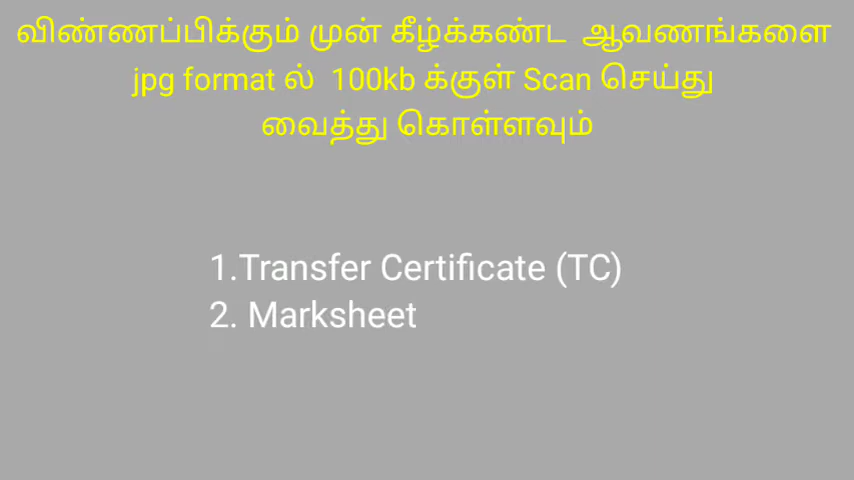 விண்ணப்பிக்கும் முன் கீழ்க்கண்ட ஆவணங்களை
jpg format ல் 100kb க்குள் Scan செய்து
வைத்து கொள்ளவும்
1.Transfer Certificate (TC)
2. Marksheet